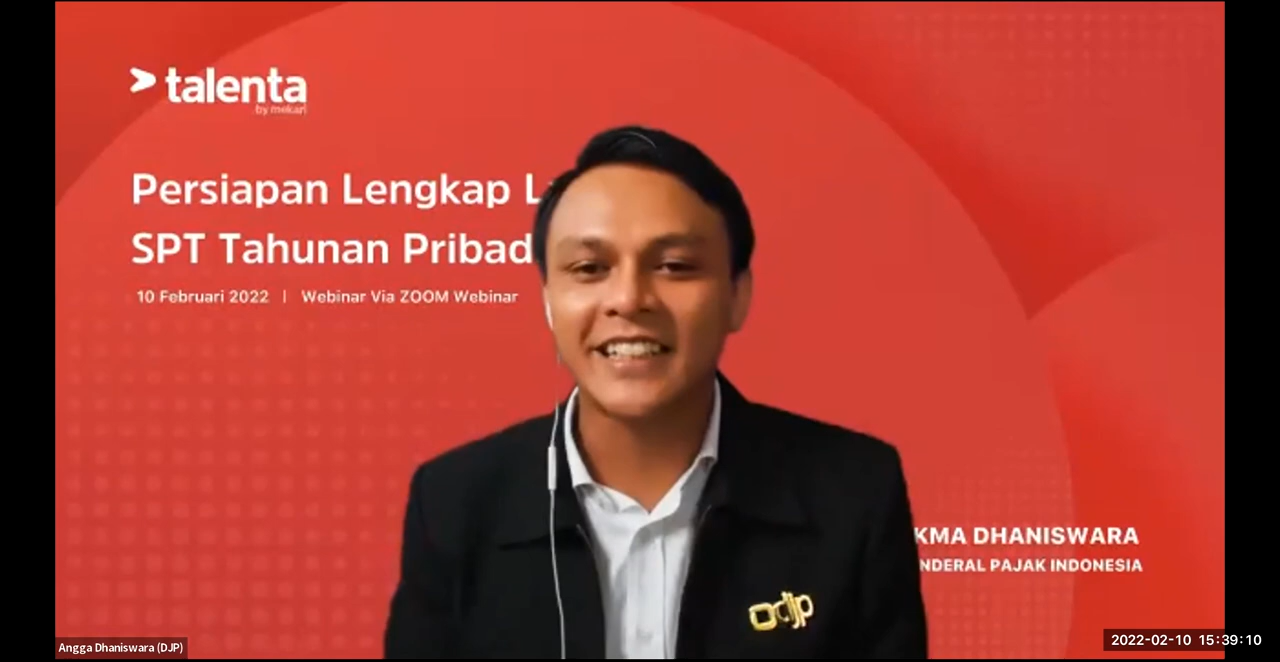 talenta
by mekari
Persiapan Lengkap L
SPT Tahunan Pribad
10 Februari 2022 | Webinar Via ZOOM Webinar
KMA DHANISWARA
NDERAL PAJAK INDONESIA
djp
Angga Dhaniswara (DJP)
2022-02-10 15:39:10